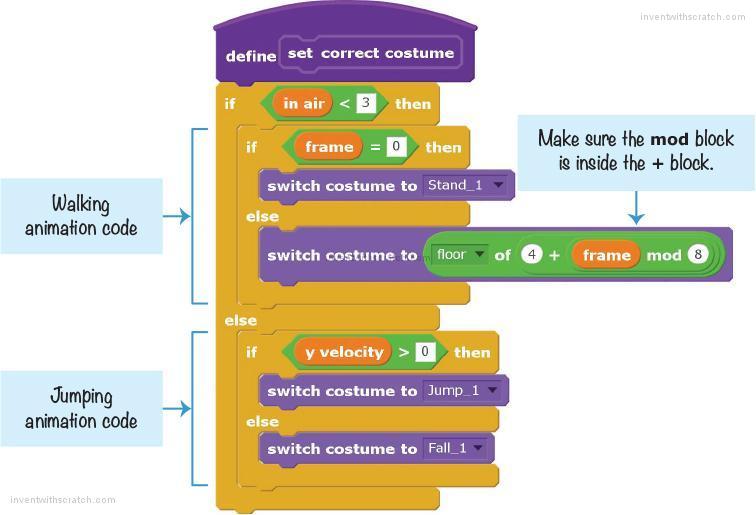 inventwithscratch.com
define set correct costume
if in air < 3 then
if frame = 0 then
Make sure the mod block
is inside the + block.
switch costume to Stand_1
Walking
animation code
else
switch costume to floor of 4 + frame mod 8
else
if y velocity > 0 then
switch costume to Jump_1
Jumping
animation code
else
switch costume to Fall_1
inventwithscratch.com